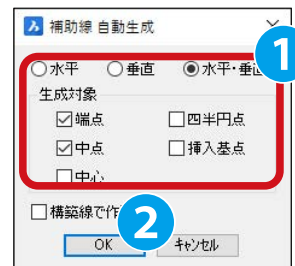 補助線 自動生成
1
水平 垂直 水平・垂直
生成対象
端点 四半円点
中点 挿入基点
中心
構築線で作
2
OK キャンセル